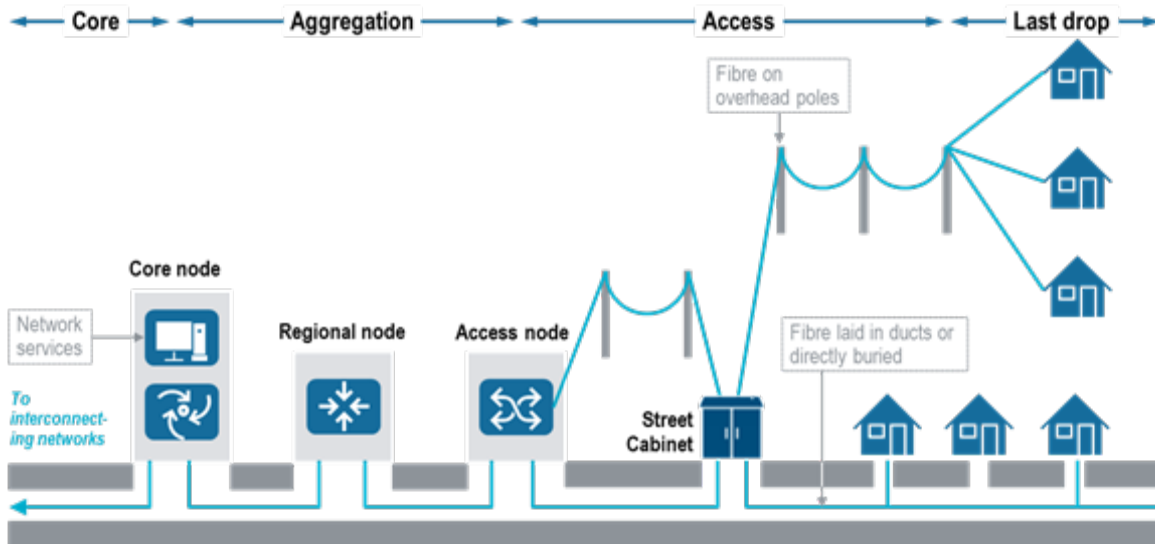 Core
Aggregation
Access
Last drop
Fibre on
overhead poles
Core node
Network
services
Regional node
Access node
Fibre laid in ducts or
directly buried
To
interconnect-
ing networks
Street
Cabinet